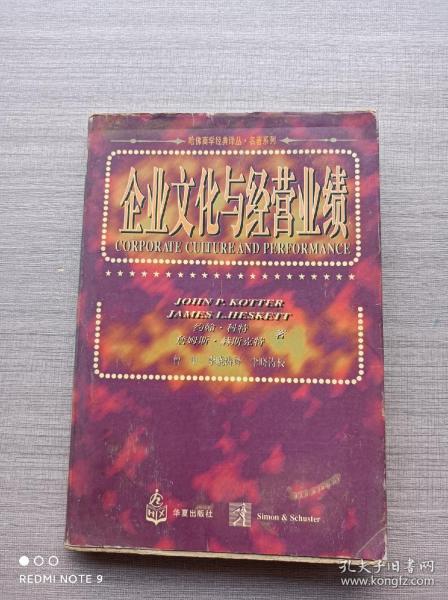 哈佛商学经典译丛·名著系列
企业文化与经营业绩
CORPORATE CULTURE AND PERFORMANCE
JOHN P. KOTTER
JAMES L. HESKETT
约翰·科特
詹姆斯·赫斯克特
著
HJX
华夏出版社
Simon & Schuster
REDMI NOTE 9
孔夫子旧书网
www.kongfz.com